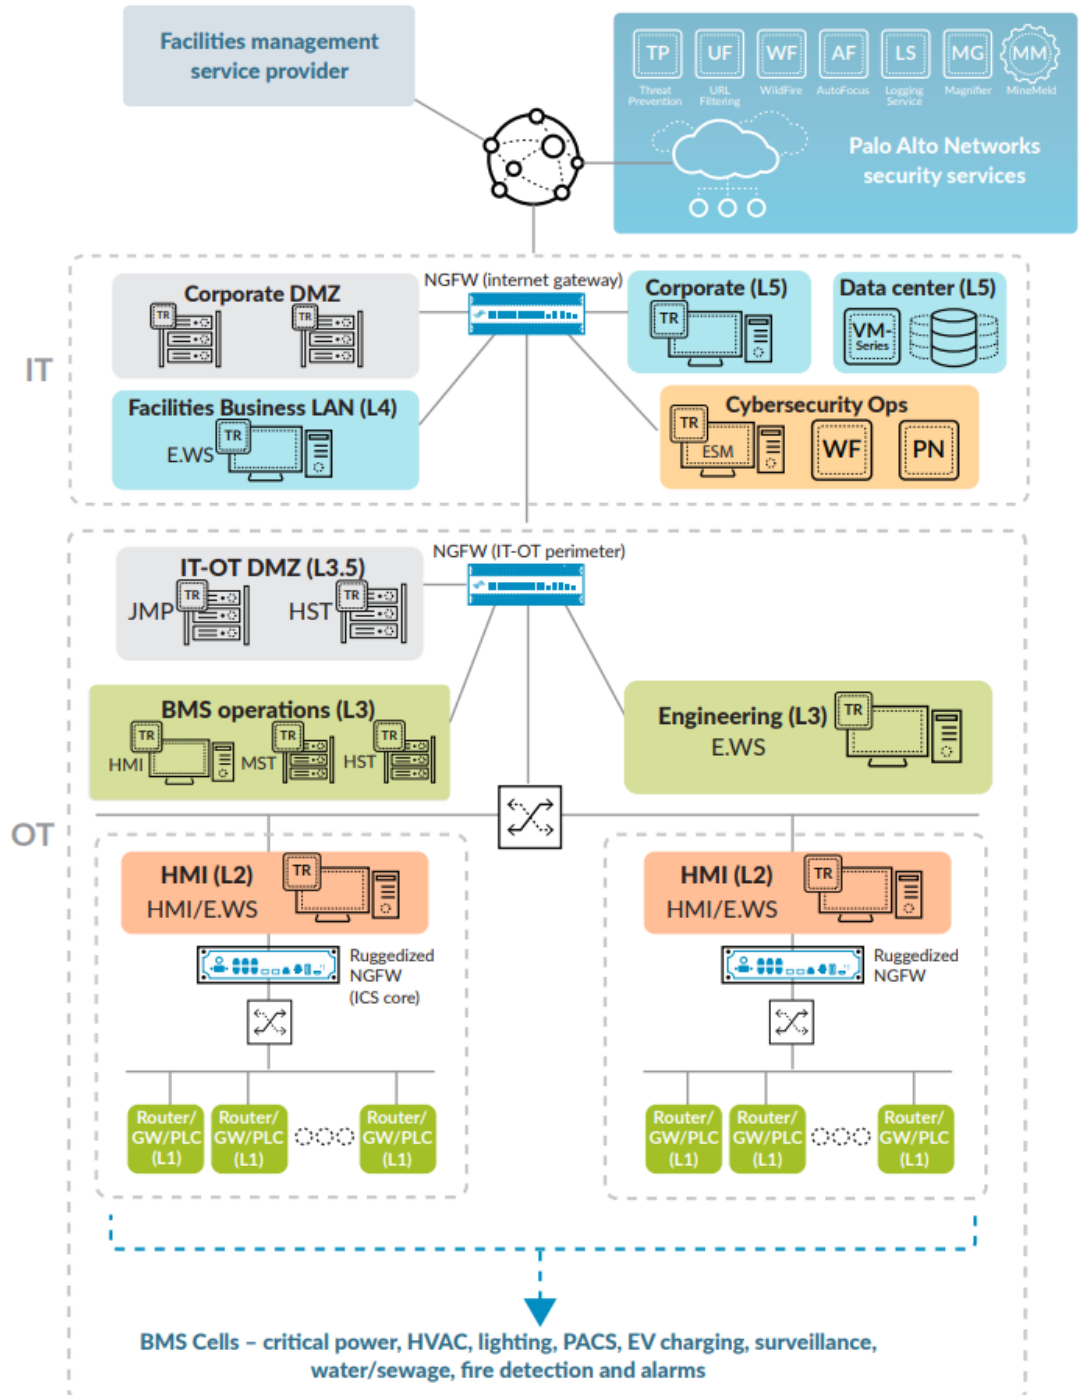 Facilities management
service provider
TP
UF
WF
AF
LS
MG
MM
Threat
Prevention
URL
Filtering
WildFire
AutoFocus
Logging
Service
Magnifier
MineMeld
Palo Alto Networks
security services
IT
Corporate DMZ
TR
TR
NGFW (internet gateway)
Corporate (L5)
TR
Data center (L5)
VM-
Series
Facilities Business LAN (L4)
E.WS
TR
Cybersecurity Ops
TR
ESM
WF
PN
OT
NGFW (IT-OT perimeter)
IT-OT DMZ (L3.5)
JMP
TR
HST
TR
BMS operations (L3)
HMI
TR
MST
TR
HST
TR
Engineering (L3)
E.WS
TR
HMI (L2)
HMI/E.WS
TR
Ruggedized
NGFW
(ICS core)
Router/
GW/PLC
(L1)
Router/
GW/PLC
(L1)
Router/
GW/PLC
(L1)
HMI (L2)
HMI/E.WS
TR
Ruggedized
NGFW
Router/
GW/PLC
(L1)
Router/
GW/PLC
(L1)
Router/
GW/PLC
(L1)
BMS Cells – critical power, HVAC, lighting, PACS, EV charging, surveillance,
water/sewage, fire detection and alarms